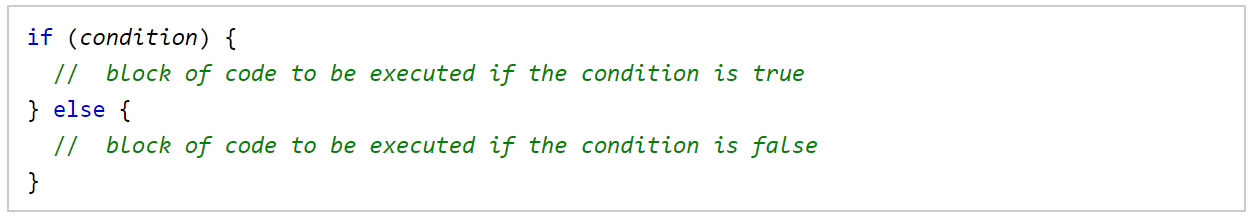 if (condition) {
  //  block of code to be executed if the condition is true
} else {
  //  block of code to be executed if the condition is false
}